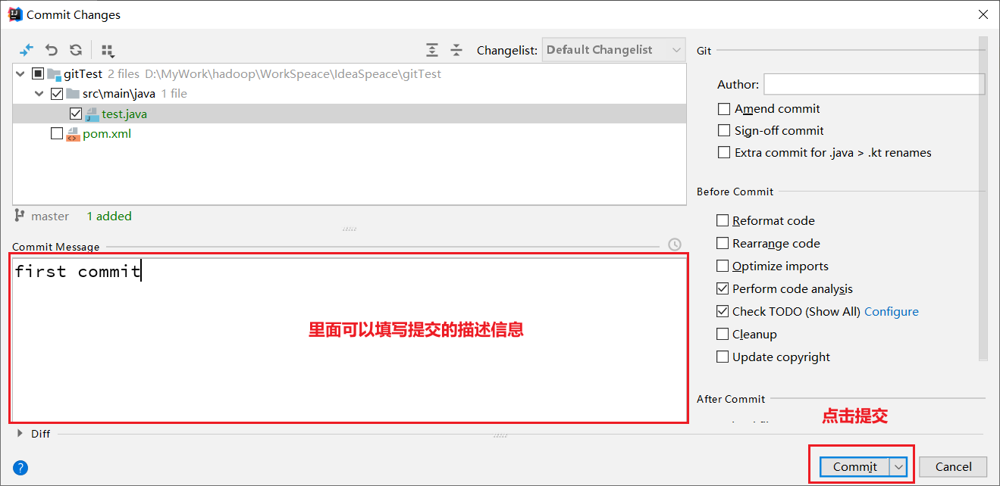 Commit Changes
Changelist: Default Changelist
gitTest 2 files D:\MyWork\hadoop\WorkSpeace\IdeaSpeace\gitTest
src\main\java 1 file
test.java
pom.xml
master 1 added
Commit Message
first commit
里面可以填写提交的描述信息
Diff
Git
Author:
Amend commit
Sign-off commit
Extra commit for .java > .kt renames
Before Commit
Reformat code
Rearrange code
Optimize imports
Perform code analysis
Check TODO (Show All) Configure
Cleanup
Update copyright
After Commit
点击提交
Commit
Cancel